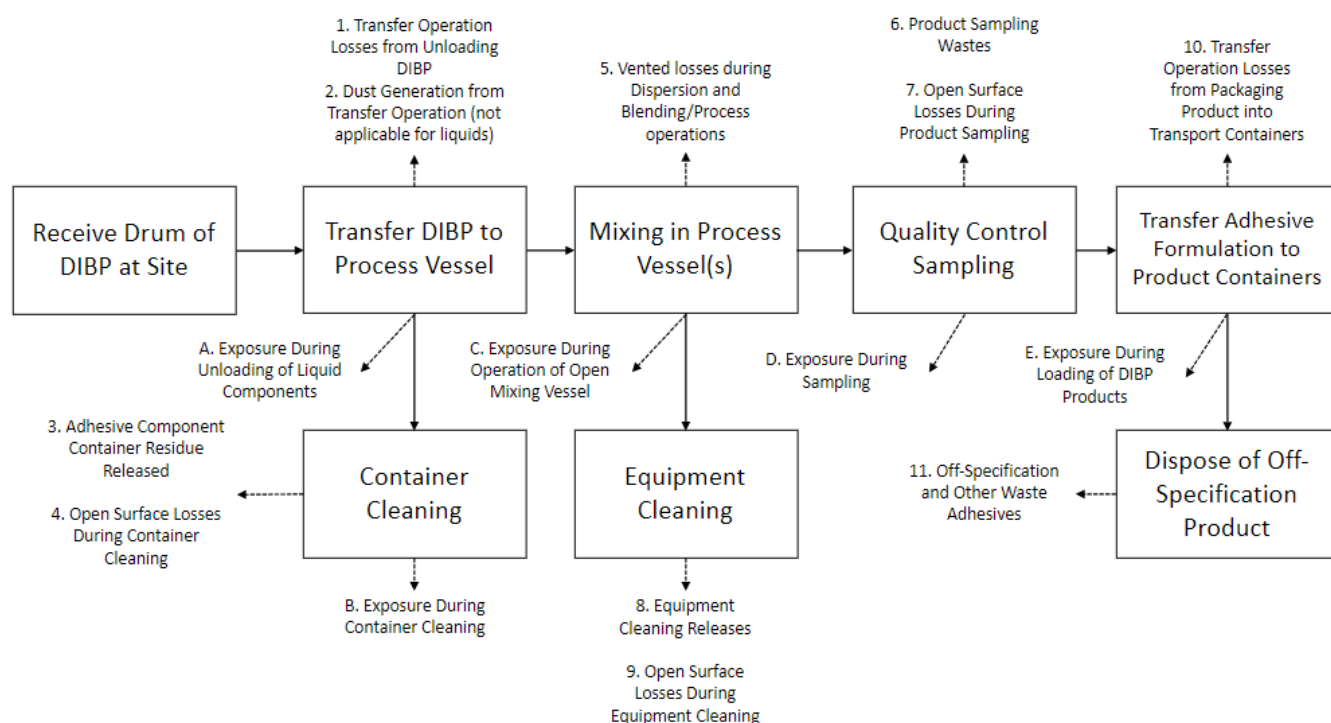 1. Transfer Operation
Losses from Unloading
DIBP
2. Dust Generation from
Transfer Operation (not
applicable for liquids)
5. Vented losses during
Dispersion and
Blending/Process
operations
6. Product Sampling
Wastes
7. Open Surface
Losses During
Product Sampling
10. Transfer
Operation Losses
from Packaging
Product into
Transport Containers
Receive Drum of
DIBP at Site
Transfer DIBP to
Process Vessel
Mixing in Process
Vessel(s)
Quality Control
Sampling
Transfer Adhesive
Formulation to
Product Containers
A. Exposure During
Unloading of Liquid
Components
C. Exposure During
Operation of Open
Mixing Vessel
D. Exposure During
Sampling
E. Exposure During
Loading of DIBP
Products
3. Adhesive Component
Container Residue
Released
4. Open Surface Losses
During Container
Cleaning
Container
Cleaning
Equipment
Cleaning
11. Off-Specification
and Other Waste
Adhesives
Dispose of Off-
Specification
Product
B. Exposure During
Container Cleaning
8. Equipment
Cleaning Releases
9. Open Surface
Losses During
Equipment Cleaning